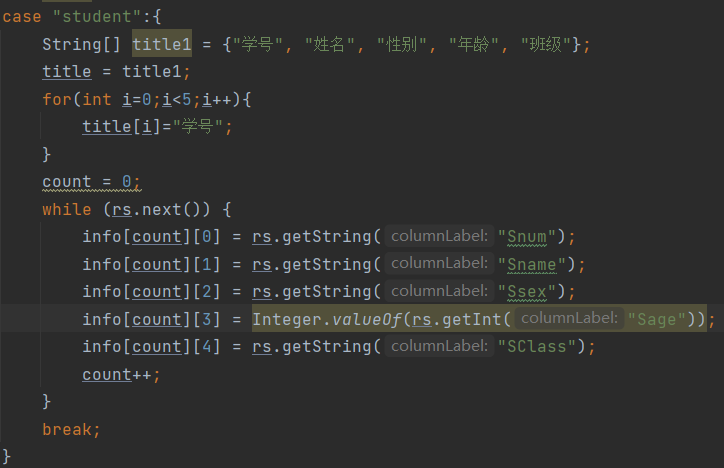 case "student":{
String[] title1 = {"学号", "姓名", "性别", "年龄", "班级"};
title = title1;
for(int i=0;i<5;i++){
title[i]="学号";
}
count = 0;
while (rs.next()) {
info[count][0] = rs.getString( columnLabel: "Snum");
info[count][1] = rs.getString( columnLabel: "Sname");
info[count][2] = rs.getString( columnLabel: "Ssex");
info[count][3] = Integer.valueOf(rs.getInt( columnLabel: "Sage"));
info[count][4] = rs.getString( columnLabel: "SClass");
count++;
}
break;
}